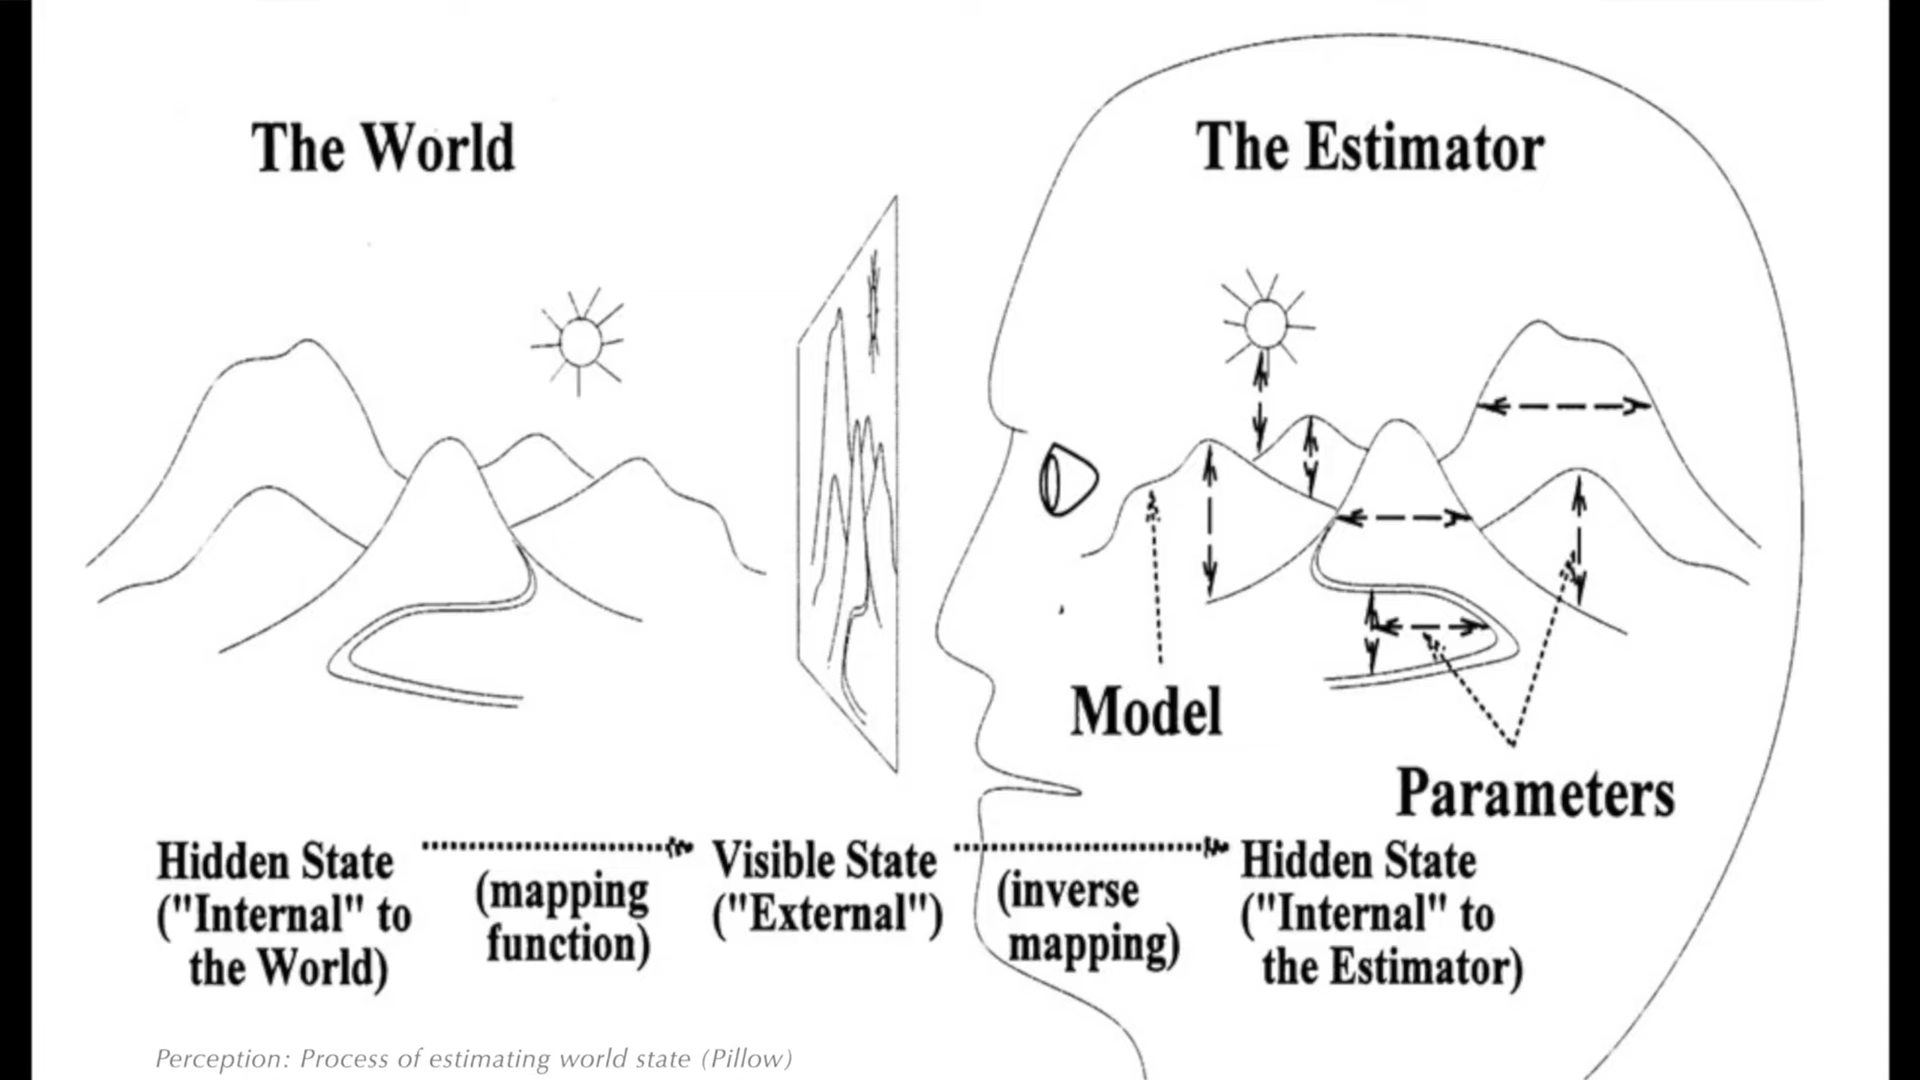 The World
The Estimator
Model
Parameters
Hidden State
("Internal" to
the World)
(mapping
function)
Visible State
("External")
(inverse
mapping)
Hidden State
("Internal" to
the Estimator)
Perception: Process of estimating world state (Pillow)